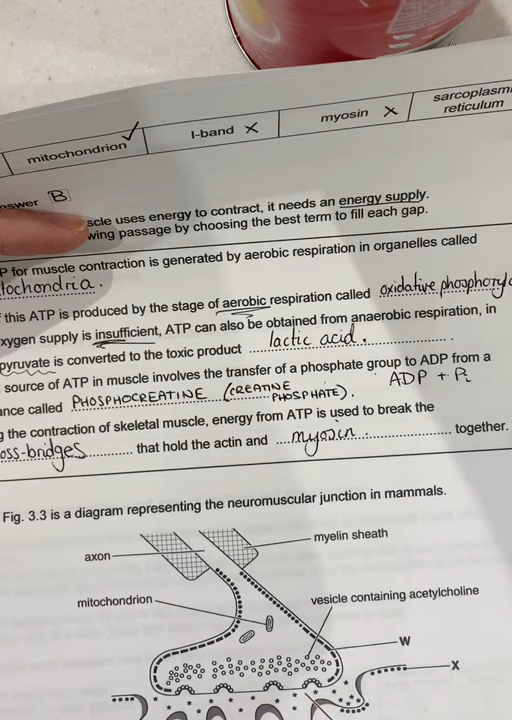 mitochondrion ✓
I-band ✗
myosin ✗
sarcoplasm
reticulum
nswer B
scle uses energy to contract, it needs an energy supply.
wing passage by choosing the best term to fill each gap.
P for muscle contraction is generated by aerobic respiration in organelles called
tochondria.
this ATP is produced by the stage of aerobic respiration called oxidative phosphoryla
xygen supply is insufficient, ATP can also be obtained from anaerobic respiration, in
pyruvate is converted to the toxic product lactic acid.
source of ATP in muscle involves the transfer of a phosphate group to ADP from a
ance called PHOSPHOCREATINE (CREATINE PHOSPHATE). ADP + Pi
g the contraction of skeletal muscle, energy from ATP is used to break the
oss-bridges that hold the actin and myosin. together.
Fig. 3.3 is a diagram representing the neuromuscular junction in mammals.
axon
myelin sheath
mitochondrion
vesicle containing acetylcholine
W
X